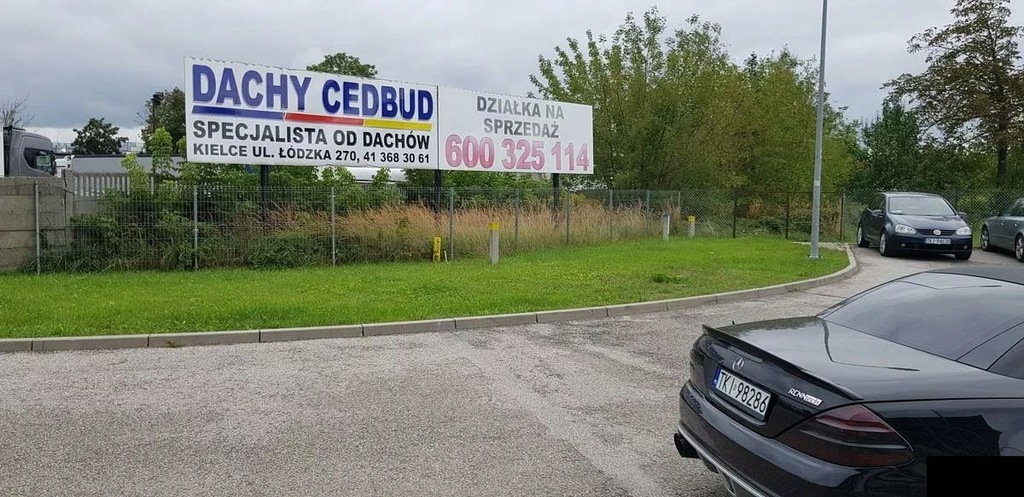 DACHY CEDBUD
SPECJALISTA OD DACHÓW
KIELCE UL. ŁÓDZKA 270, 41 368 30 61
DZIAŁKA NA
SPRZEDAŻ
600 325 114
TKI 98286